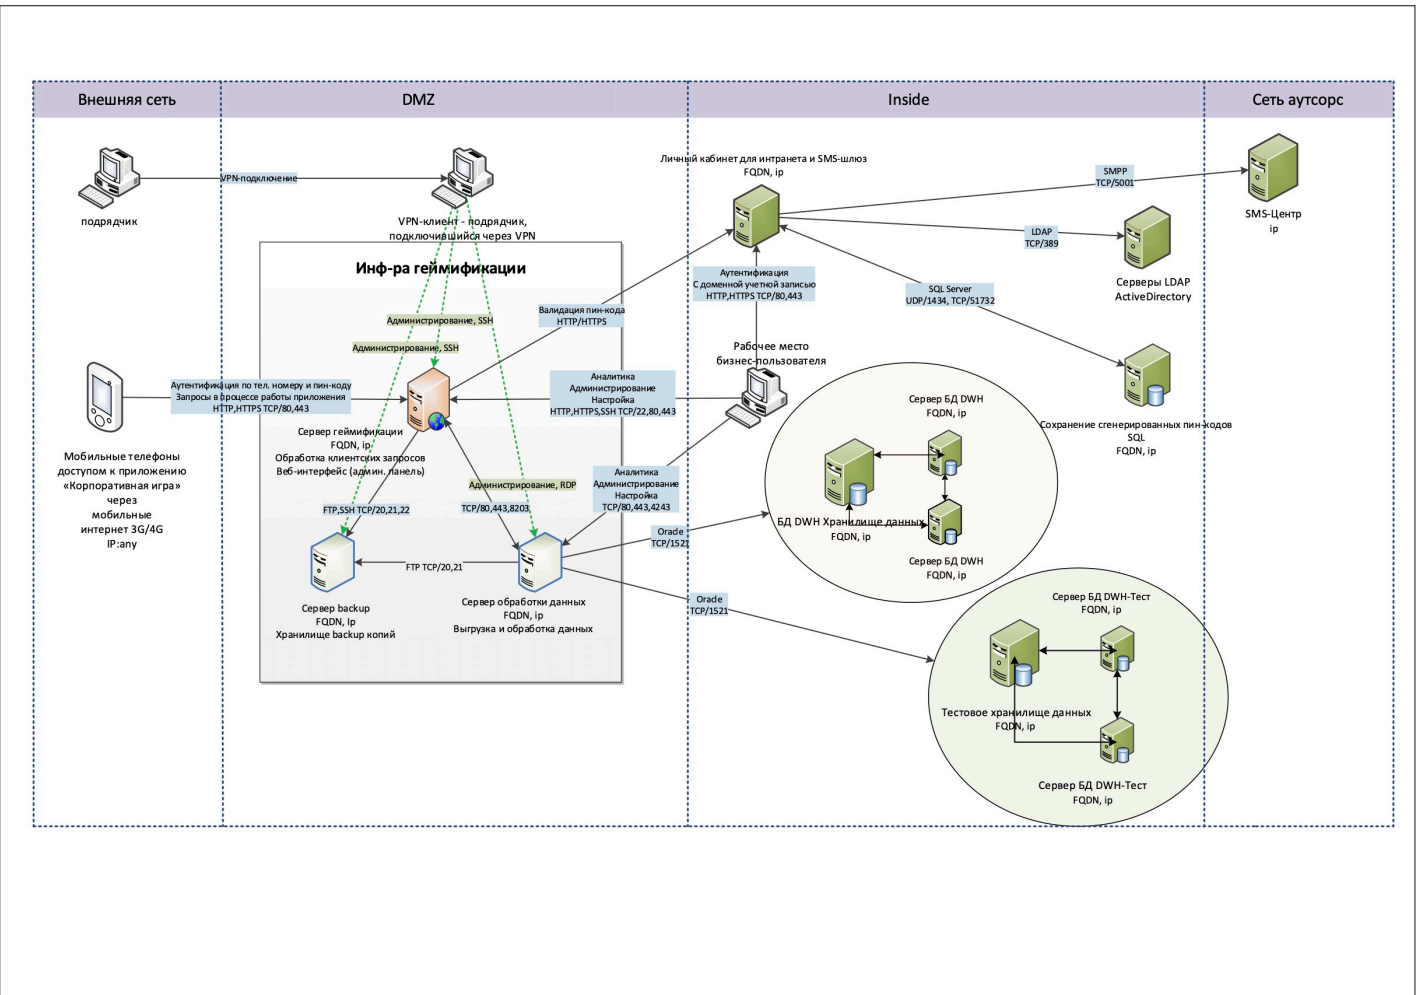 Внешняя сеть
DMZ
Inside
Сеть аутсорс
подрядчик
VPN-подключение
VPN-клиент - подрядчик,
подключившийся через VPN
Личный кабинет для интранета и SMS-шлюз
FQDN, ip
SMPP
TCP/5001
SMS-Центр
ip
LDAP
TCP/389
Серверы LDAP
ActiveDirectory
Инф-ра геймификации
Аутентификация
С доменной учетной записью
HTTP,HTTPS TCP/80,443
SQL Server
UDP/1434, TCP/51732
Валидация пин-кода
HTTP/HTTPS
Администрирование, SSH
Администрирование, SSH
Рабочее место
бизнес-пользователя
Аутентификация по тел. номеру и пин-коду
Запросы в процессе работы приложения
HTTP,HTTPS TCP/80,443
Аналитика
Администрирование
Настройка
HTTP,HTTPS,SSH TCP/22,80,443
Сохранение сгенерированных пин-кодов
SQL
FQDN, ip
Сервер геймификации
FQDN, ip
Обработка клиентских запросов
Веб-интерфейс (админ. панель)
Мобильные телефоны
доступом к приложению
«Корпоративная игра»
через
мобильные
интернет 3G/4G
IP:any
Администрирование, RDP
Аналитика
Администрирование
Настройка
TCP/80,443,4243
FTP,SSH TCP/20,21,22
TCP/80,443,8203
Сервер БД DWH
FQDN, ip
БД DWH Хранилище данных
FQDN, ip
Сервер БД DWH
FQDN, ip
Oracle
TCP/1521
FTP TCP/20,21
Сервер backup
FQDN, Ip
Хранилище backup копий
Сервер обработки данных
FQDN, ip
Выгрузка и обработка данных
Oracle
TCP/1521
Сервер БД DWH-Тест
FQDN, ip
Тестовое хранилище данных
FQDN, ip
Сервер БД DWH-Тест
FQDN, ip